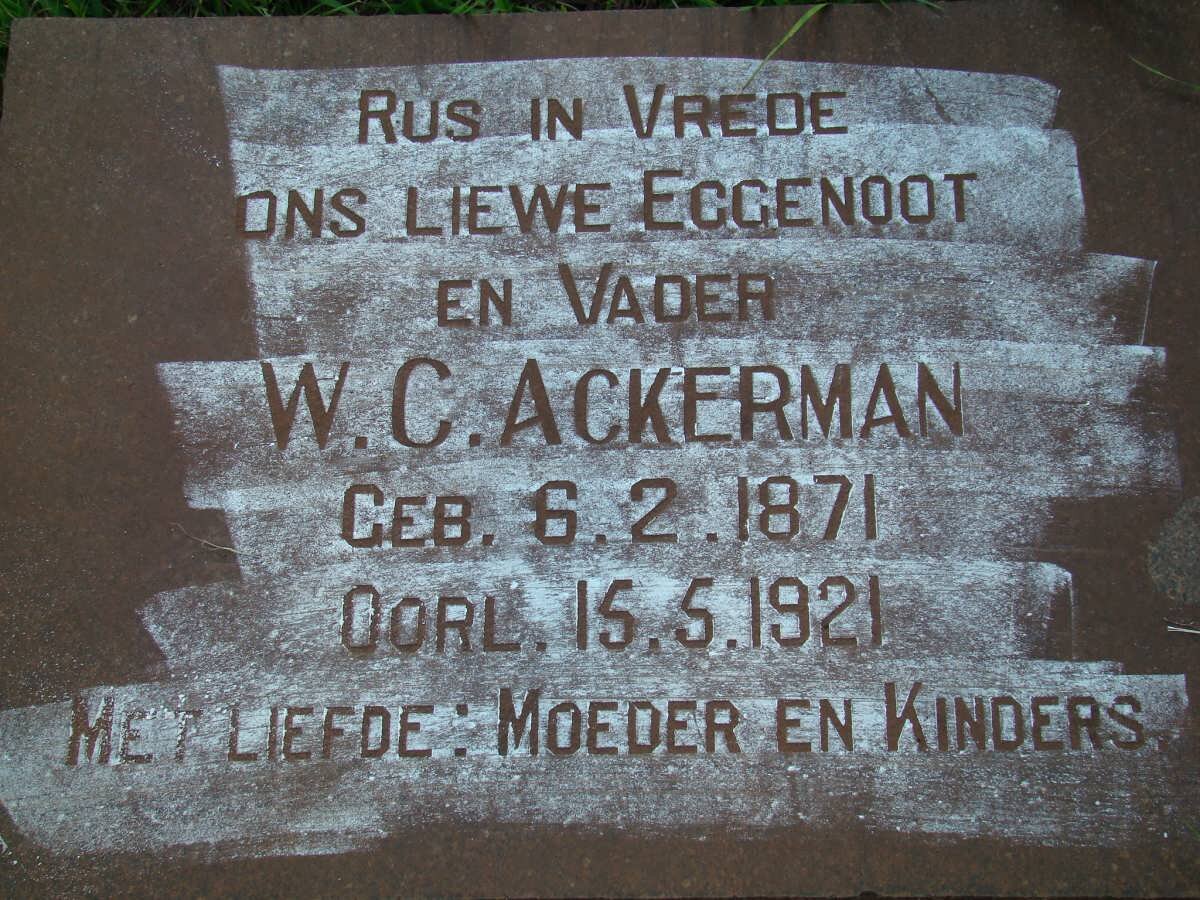 Rus in Vrede
ons liewe Eggenoot
en Vader
W. C. Ackerman
Geb. 6.2.1871
Oorl. 15.5.1921
Met liefde: Moeder en Kinders.